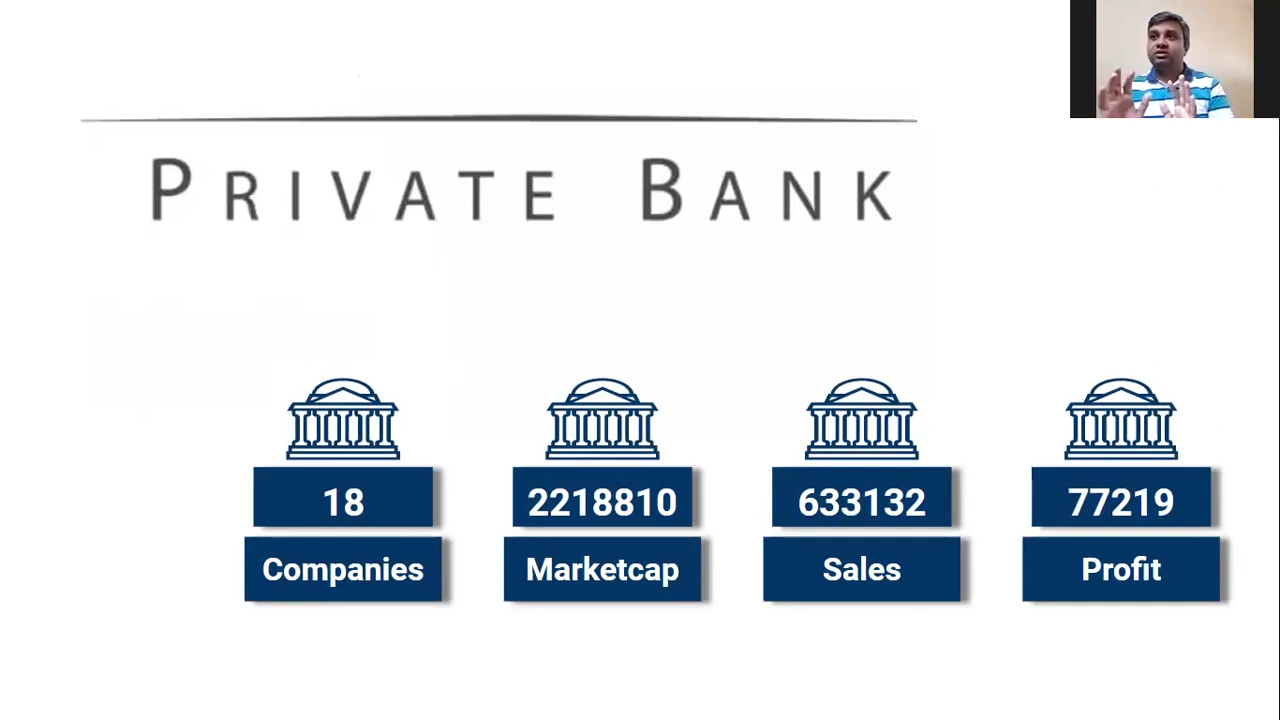 PRIVATE BANK
18
2218810
633132
77219
Companies
Marketcap
Sales
Profit